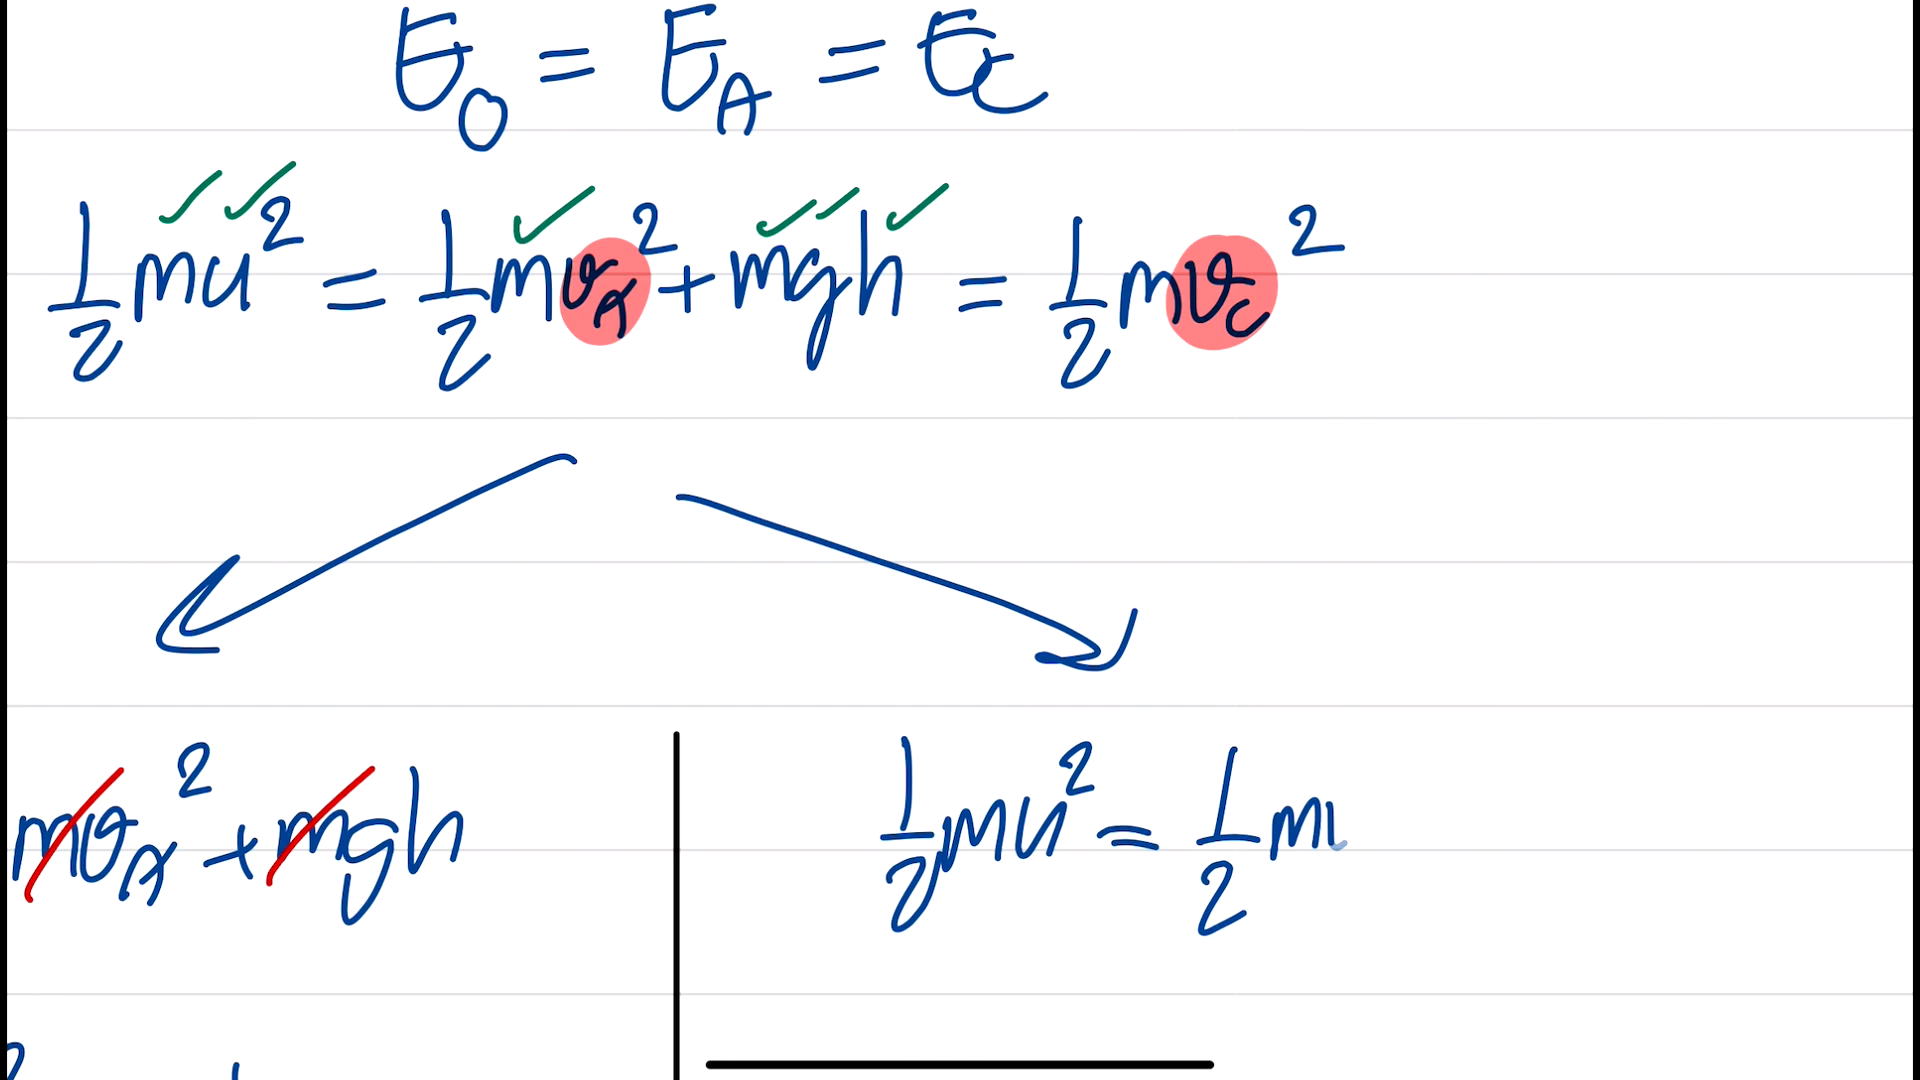 E_O = E_A = E_C
1/2 mu² = 1/2 mv_A² + mgh = 1/2 mv_C²
mv_A² + mgh
1/2 mu² = 1/2 m